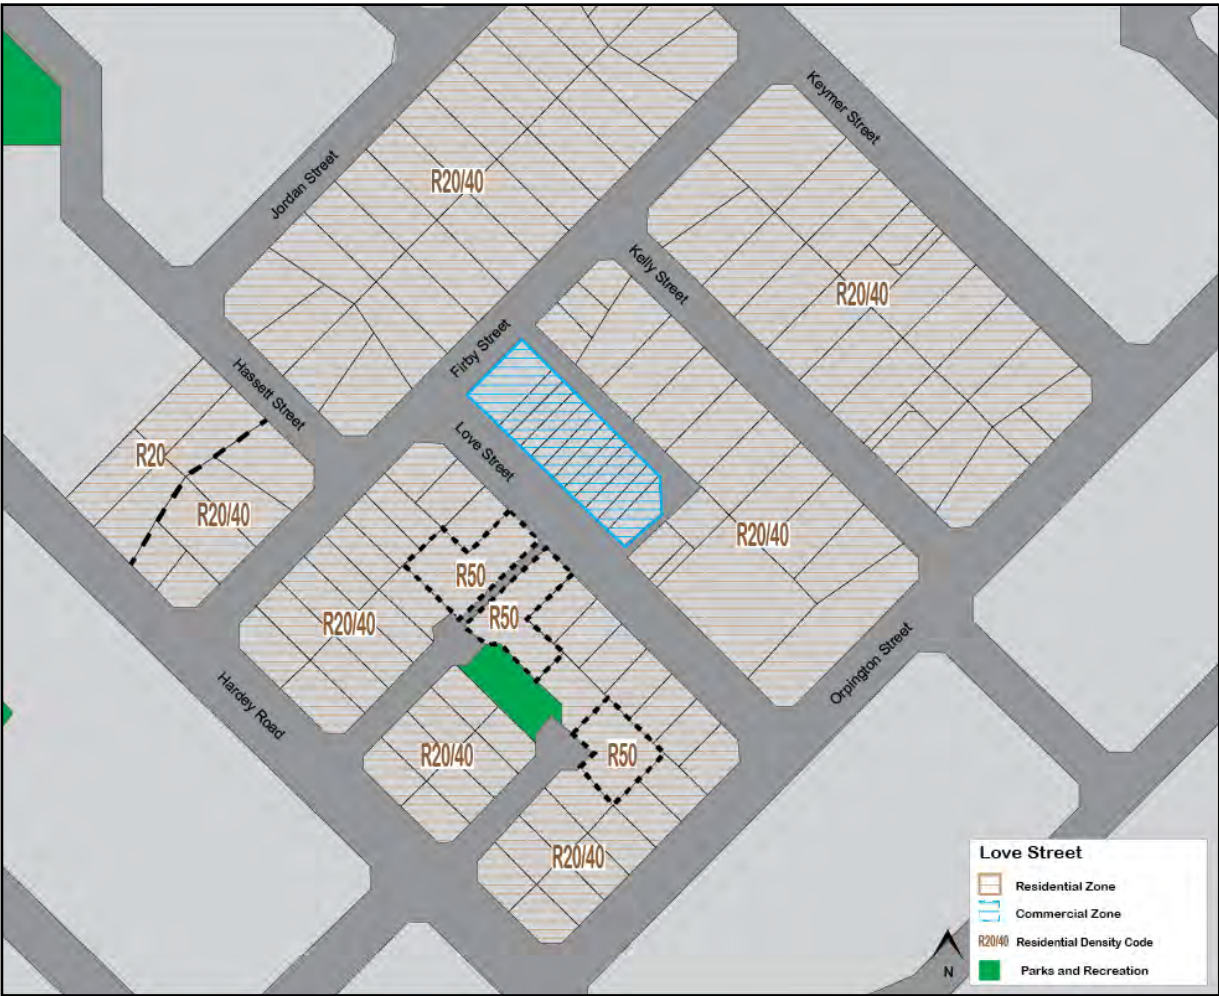 Keymer Street
Jordan Street
R20/40
Kelly Street
R20/40
Firby Street
Hassett Street
Love Street
R20
R20/40
R20/40
R50
R50
R20/40
Orpington Street
Hardey Road
R20/40
R50
R20/40
Love Street
Residential Zone
Commercial Zone
R20/40 Residential Density Code
Parks and Recreation
N